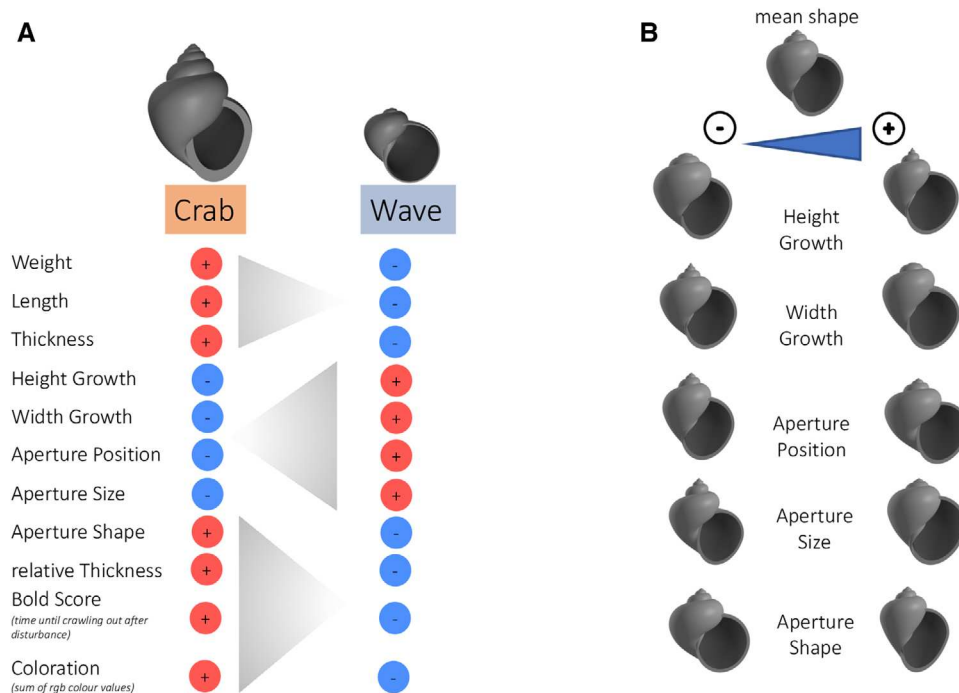 A
Crab
Wave
Weight
+
-
Length
+
-
Thickness
+
-
Height Growth
-
+
Width Growth
-
+
Aperture Position
-
+
Aperture Size
-
+
Aperture Shape
+
-
relative Thickness
+
-
Bold Score
(time until crawling out after
disturbance)
+
-
Coloration
(sum of rgb colour values)
+
-
B
mean shape
-
+
Height
Growth
Width
Growth
Aperture
Position
Aperture
Size
Aperture
Shape